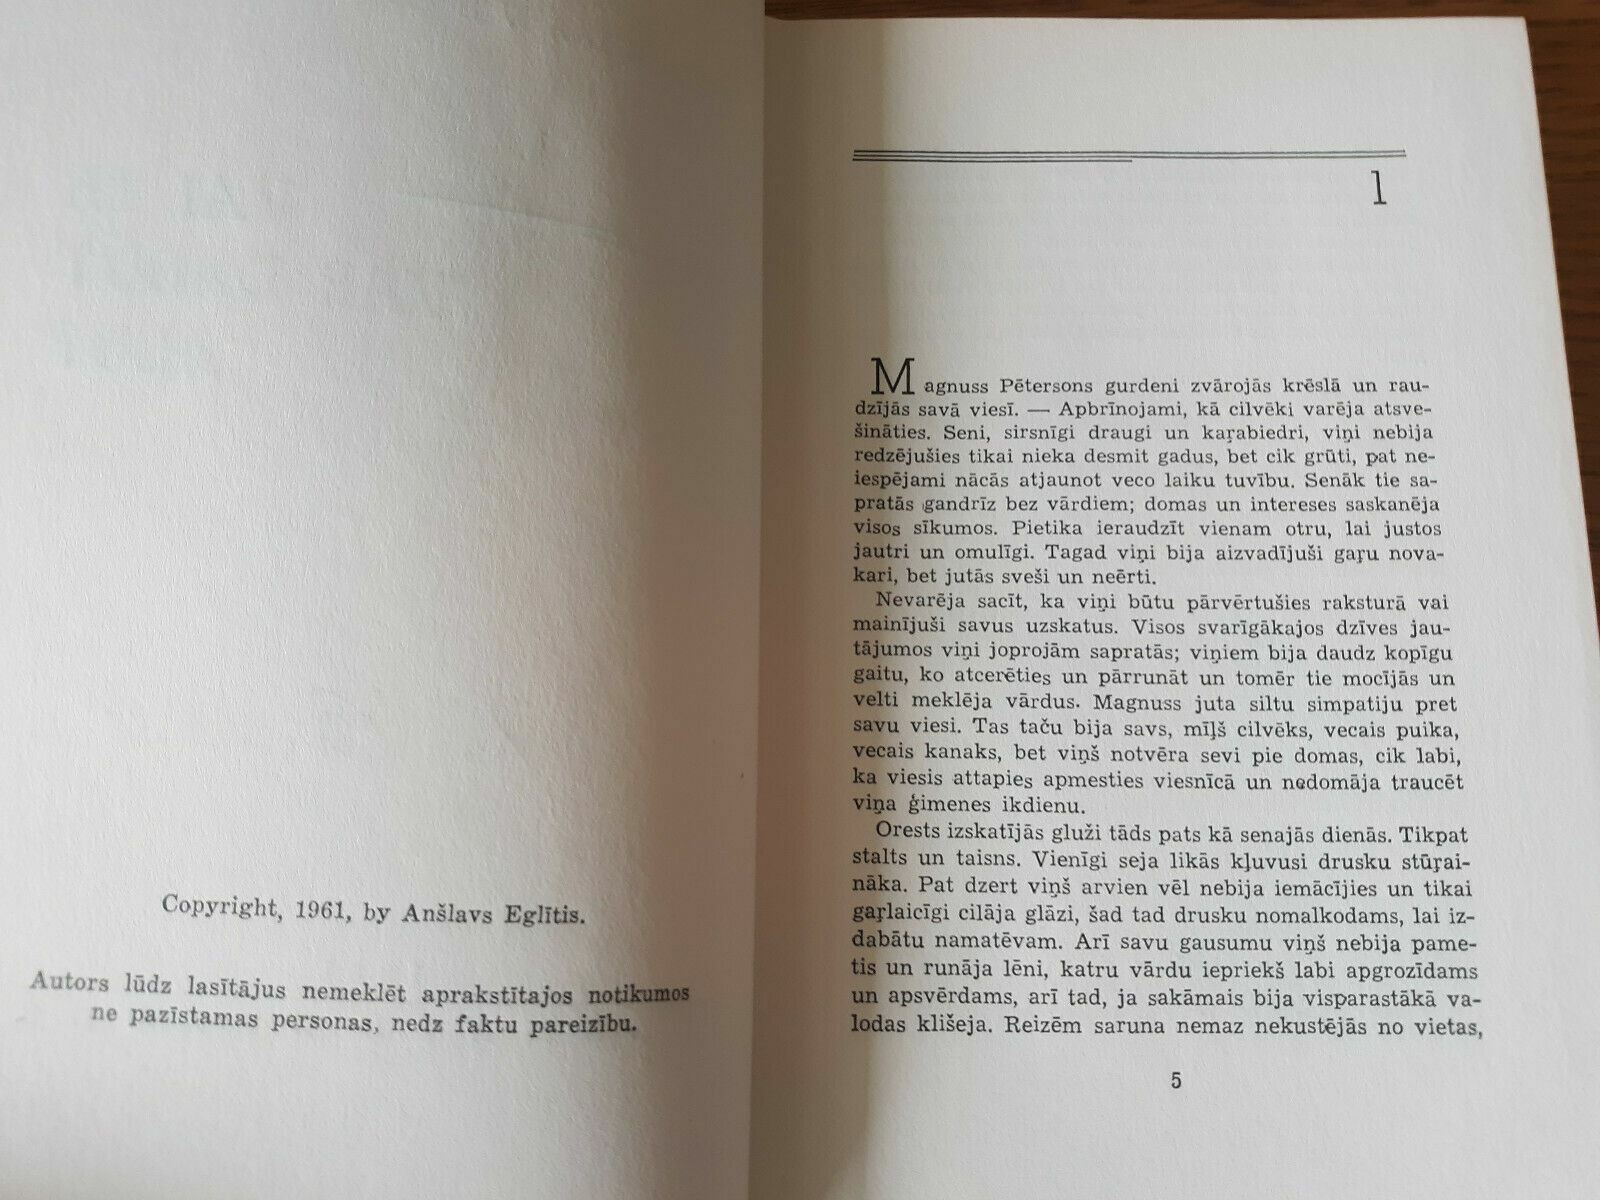 Copyright, 1961, by Anšlavs Eglītis.
Autors lūdz lasītājus nemeklēt aprakstītajos notikumos
ne pazīstamas personas, nedz faktu pareizību.
1
Magnuss Pētersons gurdeni zvārojās krēslā un rau-
dzījās savā viesī. — Apbrīnojami, kā cilvēki varēja atsve-
šināties. Seni, sirsnīgi draugi un kaŗabiedri, viņi nebija
redzējušies tikai nieka desmit gadus, bet cik grūti, pat ne-
iespējami nācās atjaunot veco laiku tuvību. Senāk tie sa-
pratās gandrīz bez vārdiem; domas un intereses saskanēja
visos sīkumos. Pietika ieraudzīt vienam otru, lai justos
jautri un omulīgi. Tagad viņi bija aizvadījuši gaŗu nova-
kari, bet jutās sveši un neērti.
Nevarēja sacīt, ka viņi būtu pārvērtušies raksturā vai
mainījuši savus uzskatus. Visos svarīgākajos dzīves jau-
tājumos viņi joprojām sapratās; viņiem bija daudz kopīgu
gaitu, ko atcerēties un pārrunāt un tomēr tie mocījās un
velti meklēja vārdus. Magnuss juta siltu simpatiju pret
savu viesi. Tas taču bija savs, mīļš cilvēks, vecais puika,
vecais kanaks, bet viņš notvēra sevi pie domas, cik labi,
ka viesis attapies apmesties viesnīcā un nedomāja traucēt
viņa ģimenes ikdienu.
Orests izskatījās gluži tāds pats kā senajās dienās. Tikpat
stalts un taisns. Vienīgi seja likās kļuvusi drusku stūŗai-
nāka. Pat dzert viņš arvien vēl nebija iemācījies un tikai
gaŗlaicīgi cilāja glāzi, šad tad drusku nomalkodams, lai iz-
dabātu namatēvam. Arī savu gausumu viņš nebija pame-
tis un runāja lēni, katru vārdu iepriekš labi apgrozīdams
un apsvērdams, arī tad, ja sakāmais bija visparastākā va-
lodas klišeja. Reizēm saruna nemaz nekustējās no vietas,
5